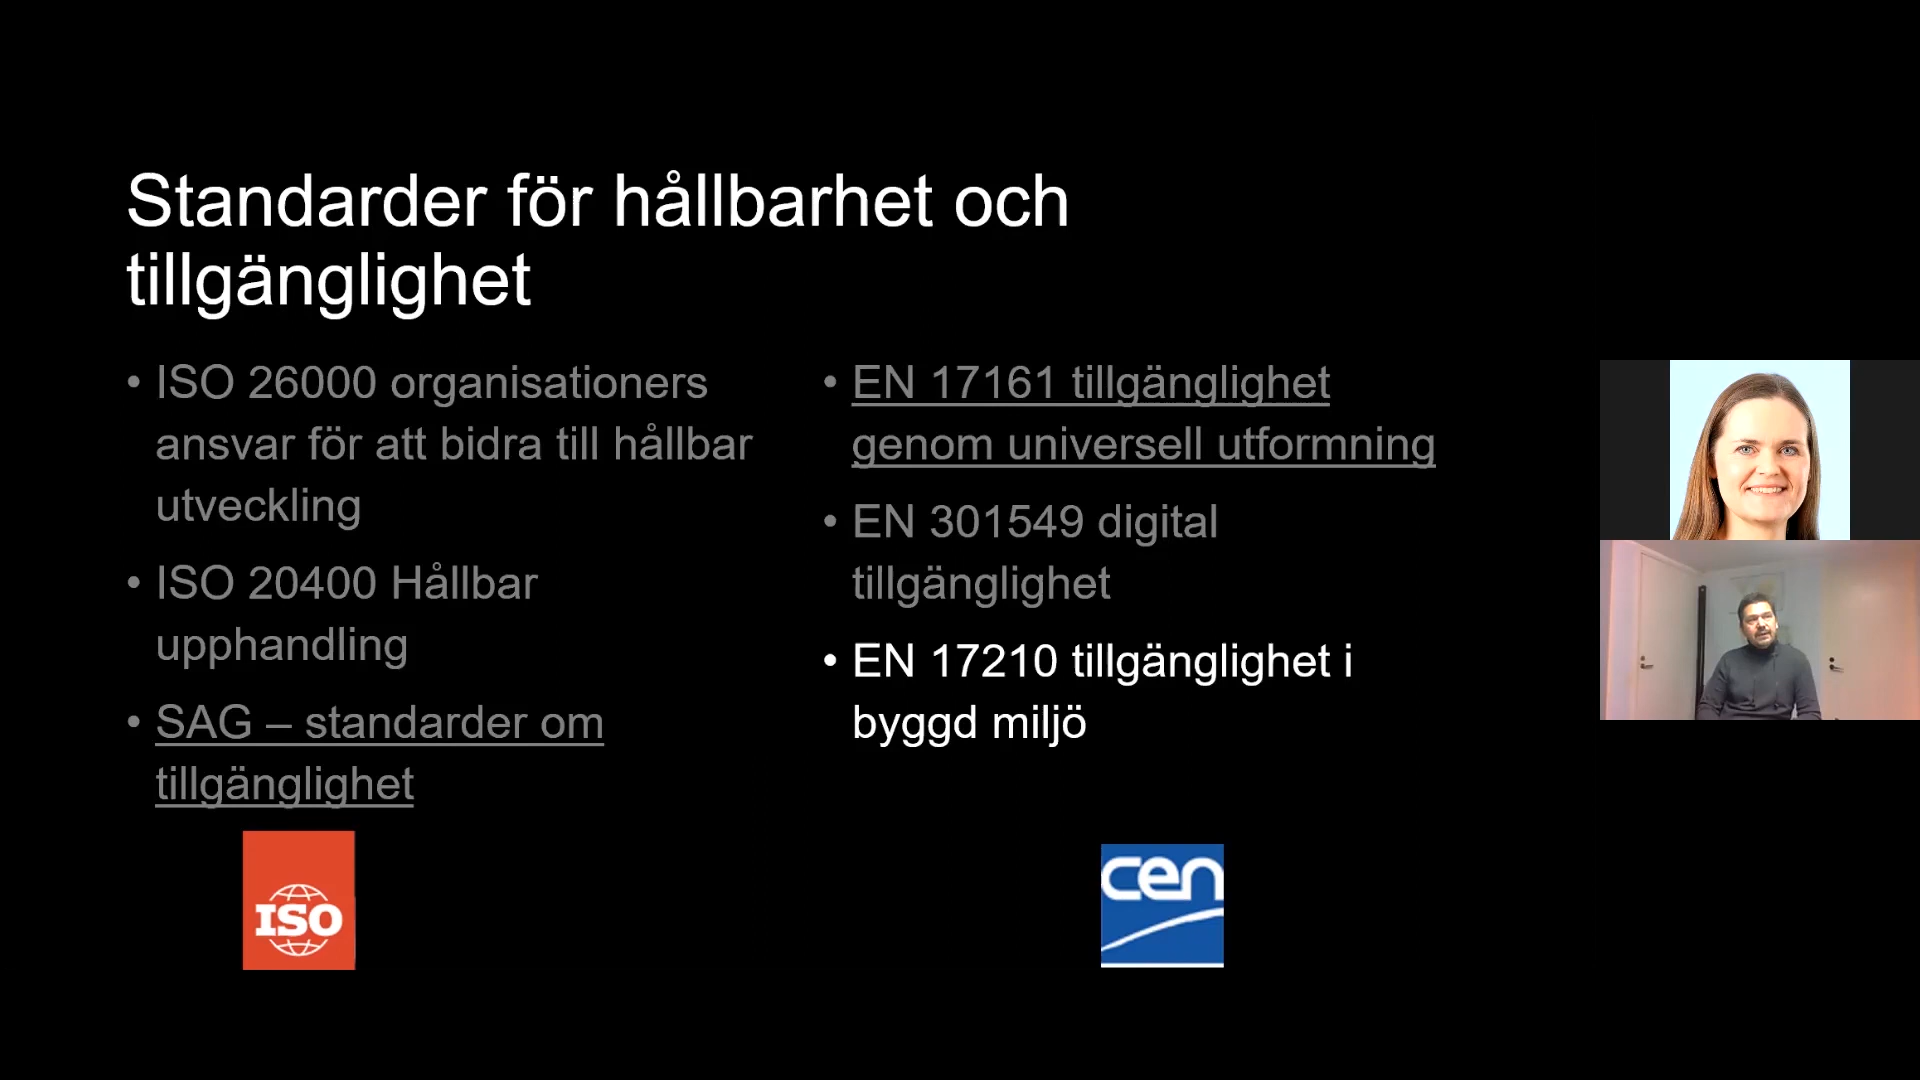 Standarder för hållbarhet och
tillgänglighet
• ISO 26000 organisationers
ansvar för att bidra till hållbar
utveckling
• ISO 20400 Hållbar
upphandling
• SAG – standarder om
tillgänglighet
• EN 17161 tillgänglighet
genom universell utformning
• EN 301549 digital
tillgänglighet
• EN 17210 tillgänglighet i
byggd miljö
ISO
cen